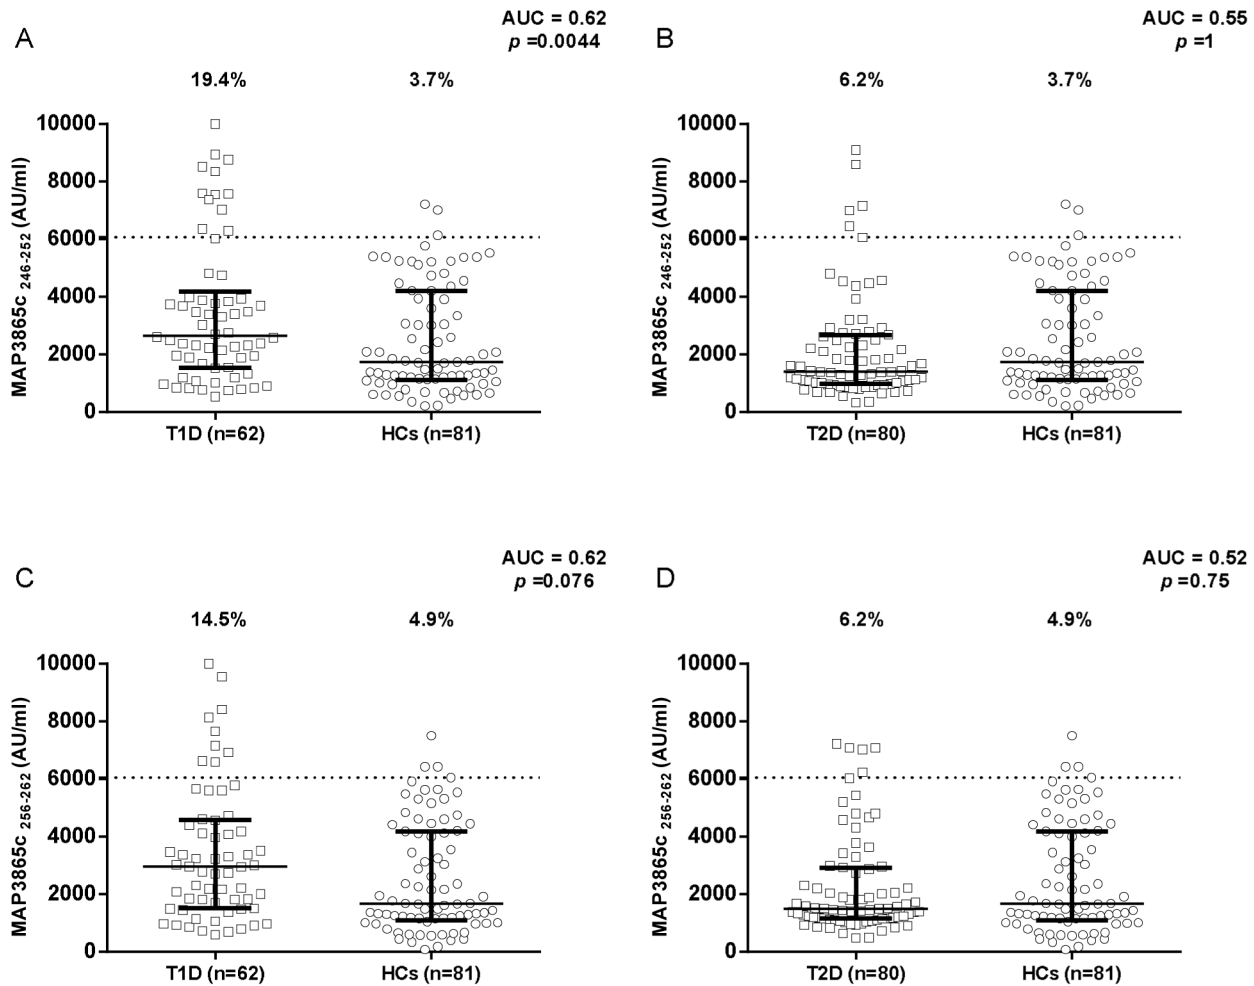 A
AUC = 0.62
p =0.0044
19.4%
3.7%
MAP3865c 246-252 (AU/ml)
10000
8000
6000
4000
2000
0
T1D (n=62)
HCs (n=81)
B
AUC = 0.55
p =1
6.2%
3.7%
MAP3865c 246-252 (AU/ml)
10000
8000
6000
4000
2000
0
T2D (n=80)
HCs (n=81)
C
AUC = 0.62
p =0.076
14.5%
4.9%
MAP3865c 256-262 (AU/ml)
10000
8000
6000
4000
2000
0
T1D (n=62)
HCs (n=81)
D
AUC = 0.52
p =0.75
6.2%
4.9%
MAP3865c 256-262 (AU/ml)
10000
8000
6000
4000
2000
0
T2D (n=80)
HCs (n=81)